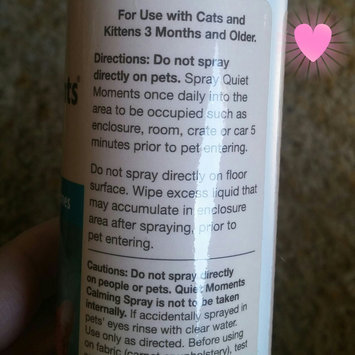 For Use with Cats and
Kittens 3 Months and Older.
Directions: Do not spray
directly on pets. Spray Quiet
Moments once daily into the
area to be occupied such as
enclosure, room, crate or car 5
minutes prior to pet entering.
Do not spray directly on floor
surface. Wipe excess liquid that
may accumulate in enclosure
area after spraying, prior to
pet entering.
Cautions: Do not spray directly
on people or pets. Quiet Moments
Calming Spray is not to be taken
internally. If accidentally sprayed in
pets' eyes rinse with clear water.
Use only as directed. Before using
on fabric (carpet, upholstery), test